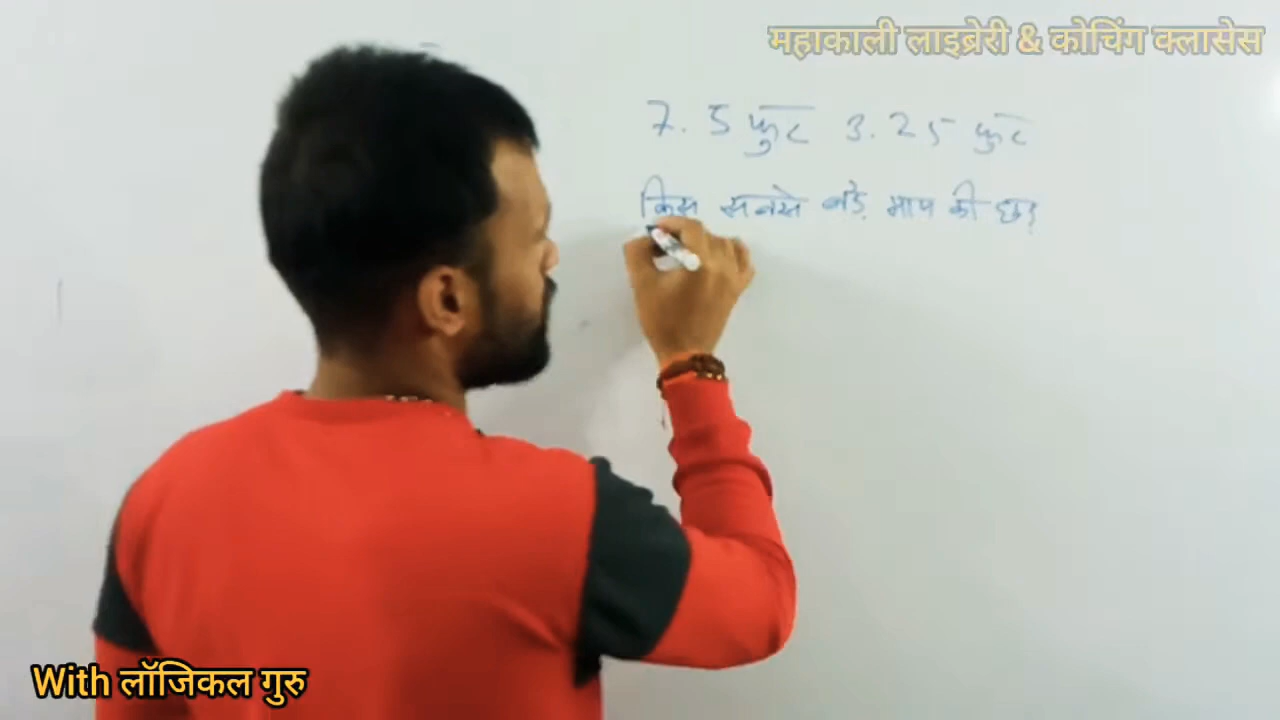 महाकाली लाइब्रेरी & कोचिंग क्लासेस
7.5 फुट 3.25 फुट
किस सबसे बड़े माप की छड़
With लॉजिकल गुरु